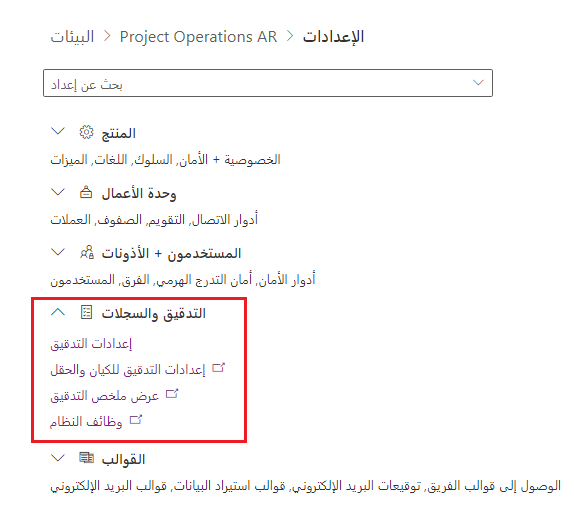 البيئات > Project Operations AR > الإعدادات
بحث عن إعداد
المنتج
الخصوصية + الأمان, السلوك, اللغات, الميزات
وحدة الأعمال
أدوار الاتصال, التقويم, الصفوف, العملات
المستخدمون + الأذونات
أدوار الأمان, أمان التدرج الهرمي, الفرق, المستخدمون
التدقيق والسجلات
إعدادات التدقيق
إعدادات التدقيق للكيان والحقل
عرض ملخص التدقيق
وظائف النظام
القوالب
الوصول إلى قوالب الفريق, توقيعات البريد الإلكتروني, قوالب استيراد البيانات, قوالب البريد الإلكتروني